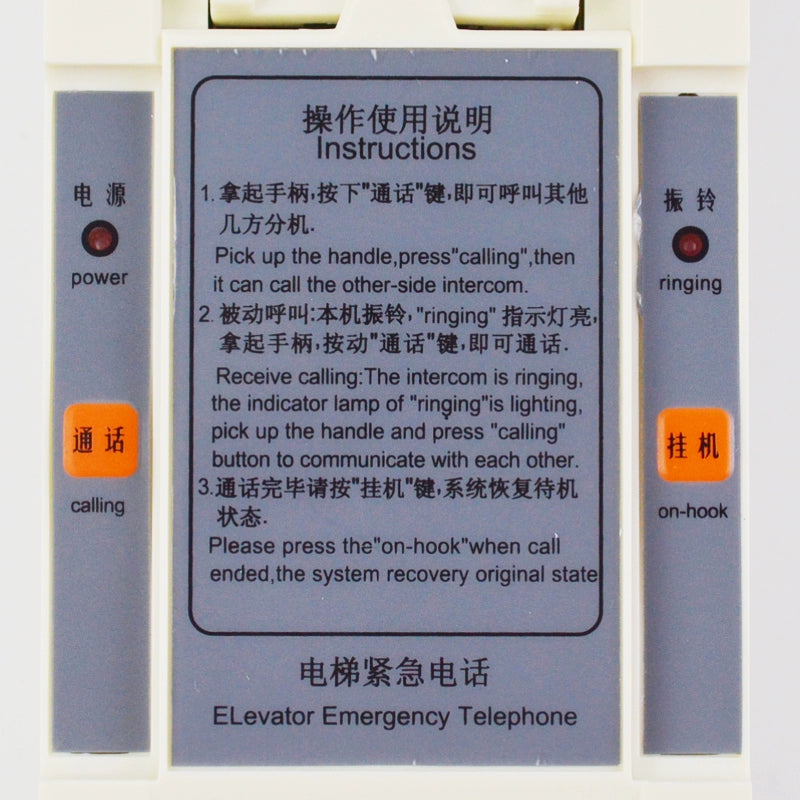 操作使用说明
Instructions
1. 拿起手柄,按下"通话"键,即可呼叫其他
几方分机.
Pick up the handle,press"calling",then
it can call the other-side intercom.
2. 被动呼叫:本机振铃,"ringing" 指示灯亮,
拿起手柄,按动"通话"键,即可通话.
Receive calling:The intercom is ringing,
the indicator lamp of "ringing"is lighting,
pick up the handle and press "calling"
button to communicate with each other.
3.通话完毕请按"挂机"键,系统恢复待机
状态.
Please press the"on-hook"when call
ended,the system recovery original state
电梯紧急电话
ELevator Emergency Telephone
电 源
power
通 话
calling
振 铃
ringing
挂 机
on-hook